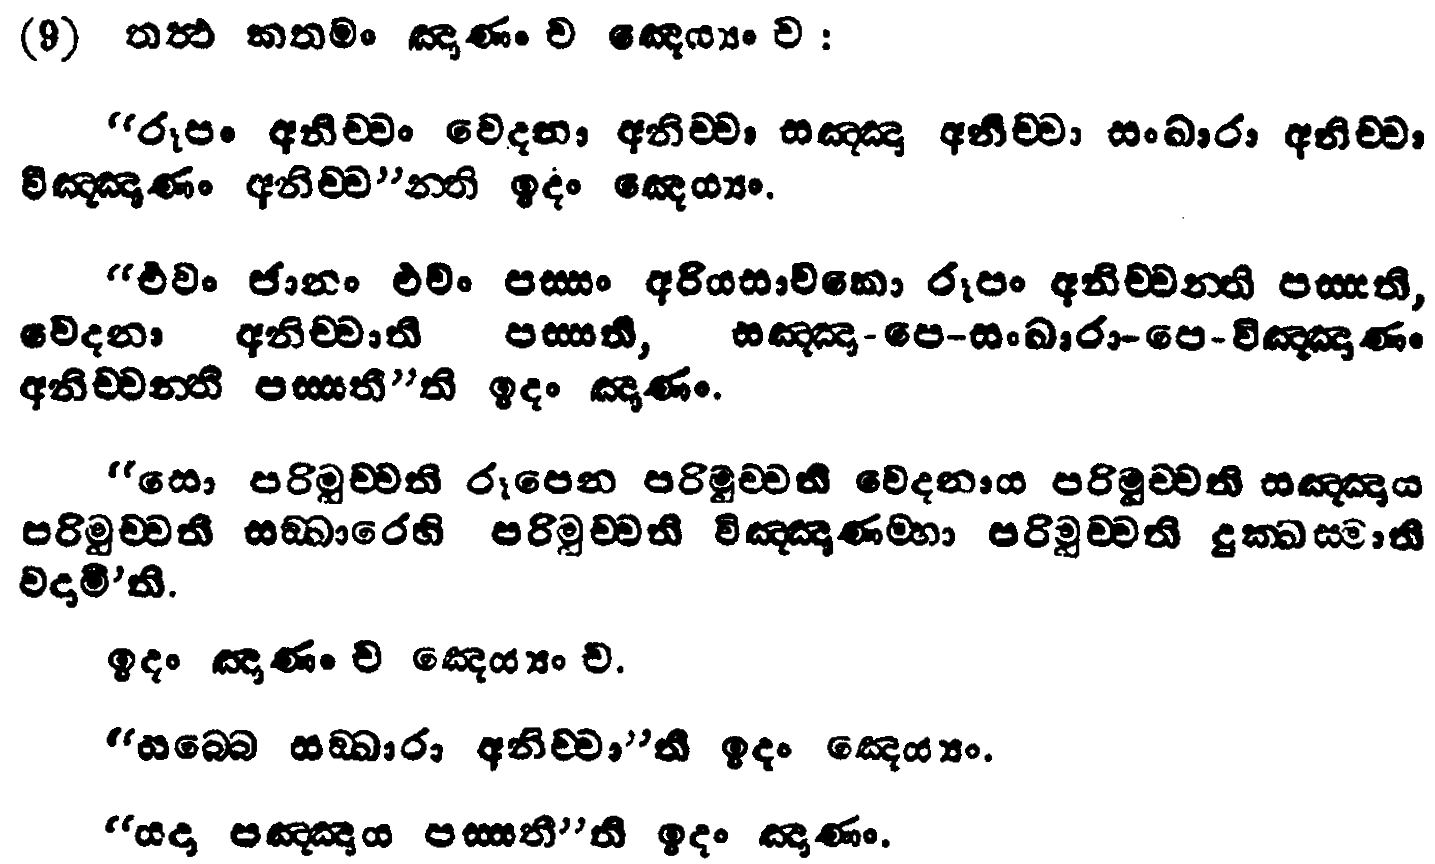 (9) තත්‍ථ කතමං ඤාණං ච ඤෙය්‍යං ච :
“රූපං අනිච්චං වෙදනා අනිච්චා සඤ්ඤා අනිච්චා සංඛාරා අනිච්චා
විඤ්ඤාණං අනිච්ච”න්ති ඉදං ඤෙය්‍යං.
“එවං ජානං එවං පස්සං අරියසාවකො රූපං අනිච්චන්ති පස්සති,
වෙදනා අනිච්චාති පස්සති, සඤ්ඤා-පෙ-සංඛාරා-පෙ-විඤ්ඤාණං
අනිච්චන්ති පස්සතී”ති ඉදං ඤාණං.
“සො පරිමුච්චති රූපෙන පරිමුච්චති වෙදනාය පරිමුච්චති සඤ්ඤාය
පරිමුච්චති සඞ්ඛාරෙහි පරිමුච්චති විඤ්ඤාණම්හා පරිමුච්චති දුක්ඛස්මාති
වදාමී’ති.
ඉදං ඤාණං ච ඤෙය්‍යං ච.
“සබ්බෙ සඞ්ඛාරා අනිච්චා”ති ඉදං ඤෙය්‍යං.
“යදා පඤ්ඤාය පස්සතී”ති ඉදං ඤාණං.